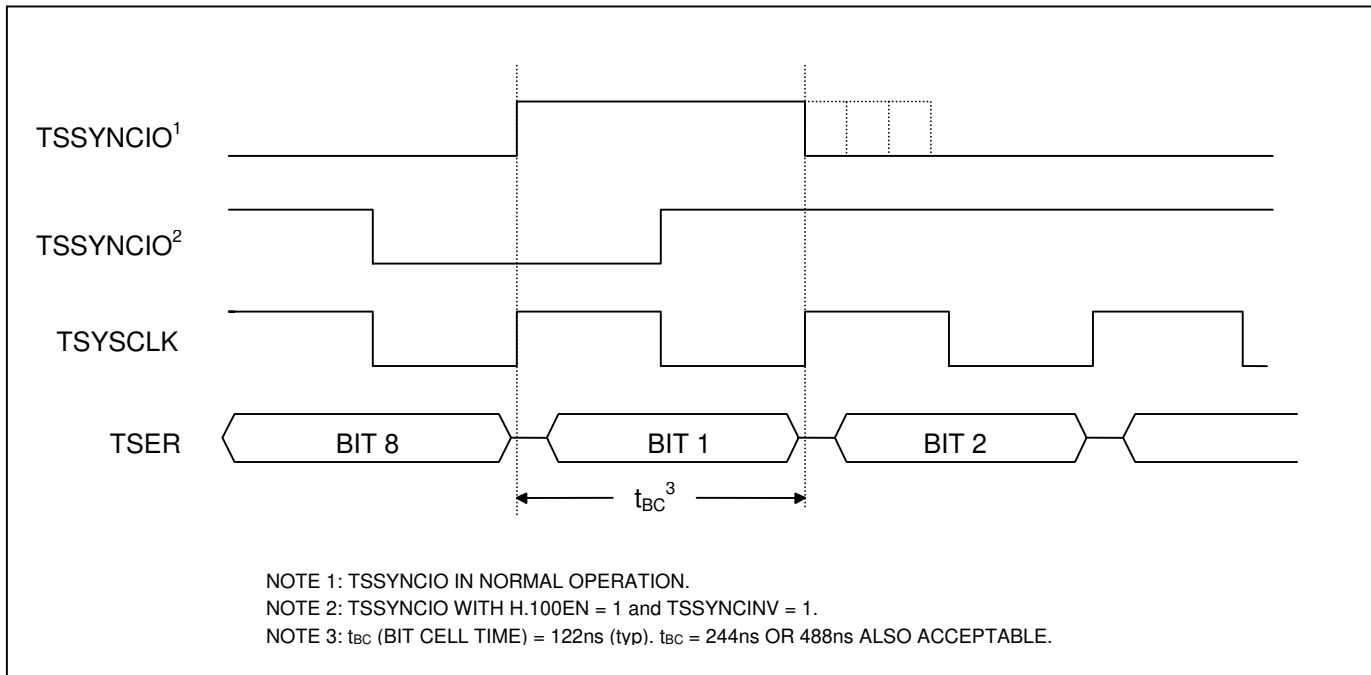 TSSYNCIO¹
TSSYNCIO²
TSYSCLK
TSER
BIT 8
BIT 1
BIT 2
tBC³
NOTE 1: TSSYNCIO IN NORMAL OPERATION.
NOTE 2: TSSYNCIO WITH H.100EN = 1 and TSSYNCINV = 1.
NOTE 3: tBC (BIT CELL TIME) = 122ns (typ). tBC = 244ns OR 488ns ALSO ACCEPTABLE.